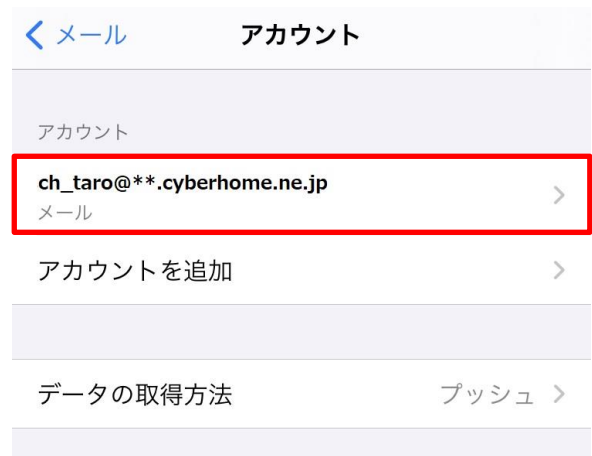 メール
アカウント
アカウント
ch_taro@**.cyberhome.ne.jp
メール
アカウントを追加
データの取得方法 プッシュ